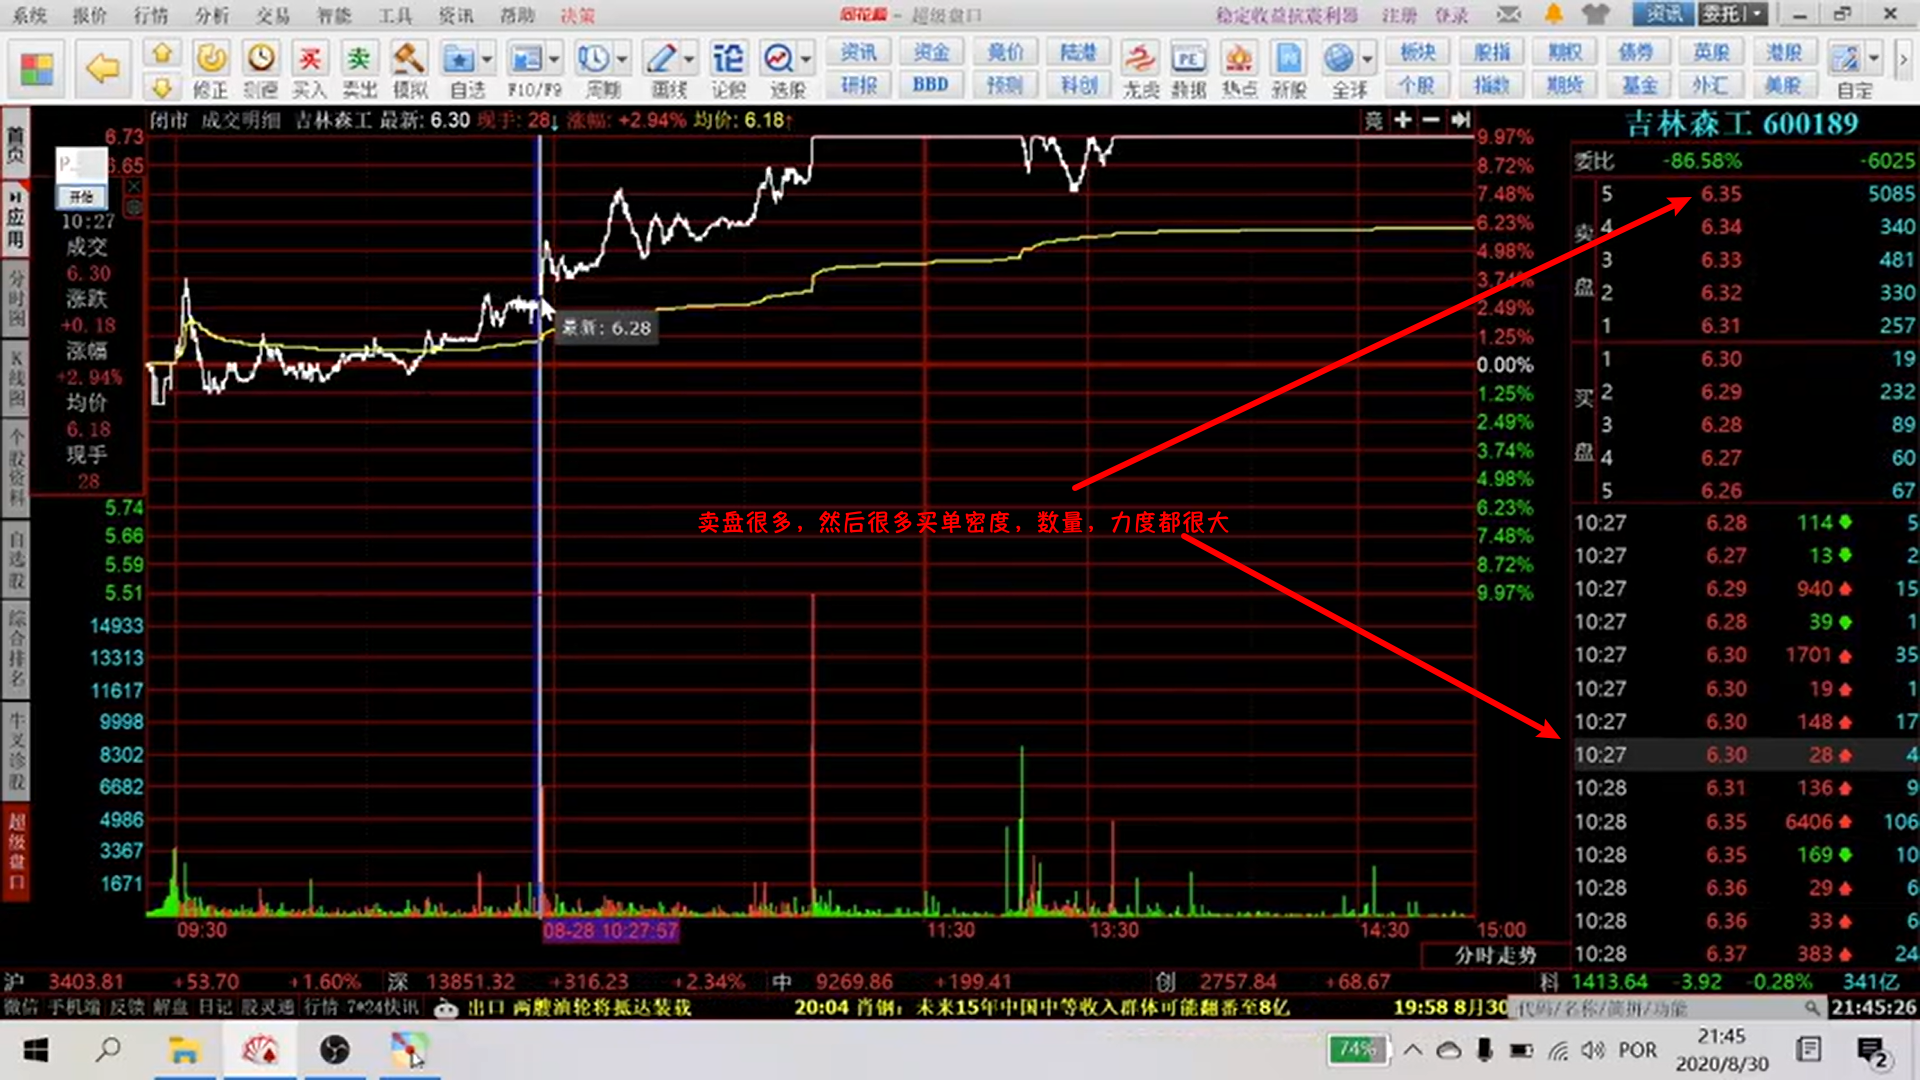 系统 报价 行情 分析 交易 智能 工具 资讯 帮助 决策
同花顺 - 超级盘口
稳定收益抗震利器 注册 登录
资讯 委托
修正 测速 买入 卖出 模拟 自选 F10/F9 周期 画线 论股 选股
买 卖 论
资讯 资金 竞价 陆港
研报 BBD 预测 科创
龙虎 数据 热点 新股 全球
PE
板块 股指 期权 债券 英股 港股
个股 指数 期货 基金 外汇 美股
自定
首页
应用
分时图
K线图
个股资料
自选股
综合排名
牛叉诊股
超级盘口
闭市 成交明细 吉林森工 最新: 6.30 现手: 28↓ 涨幅: +2.94% 均价: 6.18↑
竞
P...
开始
10:27
成交
6.30
涨跌
+0.18
涨幅
+2.94%
均价
6.18
现手
28
6.73
6.65
5.74
5.66
5.59
5.51
14933
13313
11617
9998
8302
6682
4986
3367
1671
9.97%
8.72%
7.48%
6.23%
4.98%
3.74%
2.49%
1.25%
0.00%
1.25%
2.49%
3.74%
4.98%
6.23%
7.48%
8.72%
9.97%
最新: 6.28
卖盘很多，然后很多买单密度，数量，力度都很大
09:30
08-28 10:27:57
11:30
13:30
14:30
15:00
分时走势
吉林森工 600189
委比 -86.58% -6025
卖盘
5 6.35 5085
4 6.34 340
3 6.33 481
2 6.32 330
1 6.31 257
买盘
1 6.30 19
2 6.29 232
3 6.28 89
4 6.27 60
5 6.26 67
10:27 6.28 114 5
10:27 6.27 13 2
10:27 6.29 940 15
10:27 6.28 39 1
10:27 6.30 1701 35
10:27 6.30 19 1
10:27 6.30 148 17
10:27 6.30 28 4
10:28 6.31 136 9
10:28 6.35 6406 106
10:28 6.35 169 10
10:28 6.36 29 6
10:28 6.36 33 6
10:28 6.37 383 24
沪 3403.81 +53.70 +1.60% 深 13851.32 +316.23 +2.34% 中 9269.86 +199.41 创 2757.84 +68.67 科 1413.64 -3.92 -0.28% 341亿
微信 手机端 反馈 解盘 日记 股灵通 行情 7*24快讯 出口 两艘油轮将抵达装载 20:04 肖钢：未来15年中国中等收入群体可能翻番至8亿 19:58 8月30 代码/名称/简拼/功能 21:45:26
74% POR 21:45
2020/8/30
2